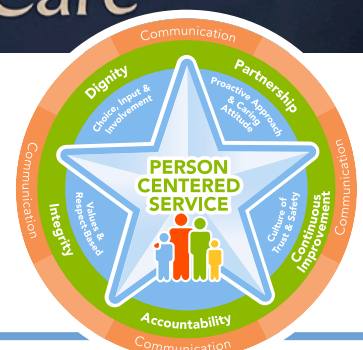 Care
Communication
Dignity
Partnership
Choice, Input &
Involvement
Proactive Approach
& Caring
Attitude
PERSON
CENTERED
SERVICE
Communication
Communication
Integrity
Values &
Respect-Based
Culture of
Trust & Safety
Continuous
Improvement
Accountability
Communication